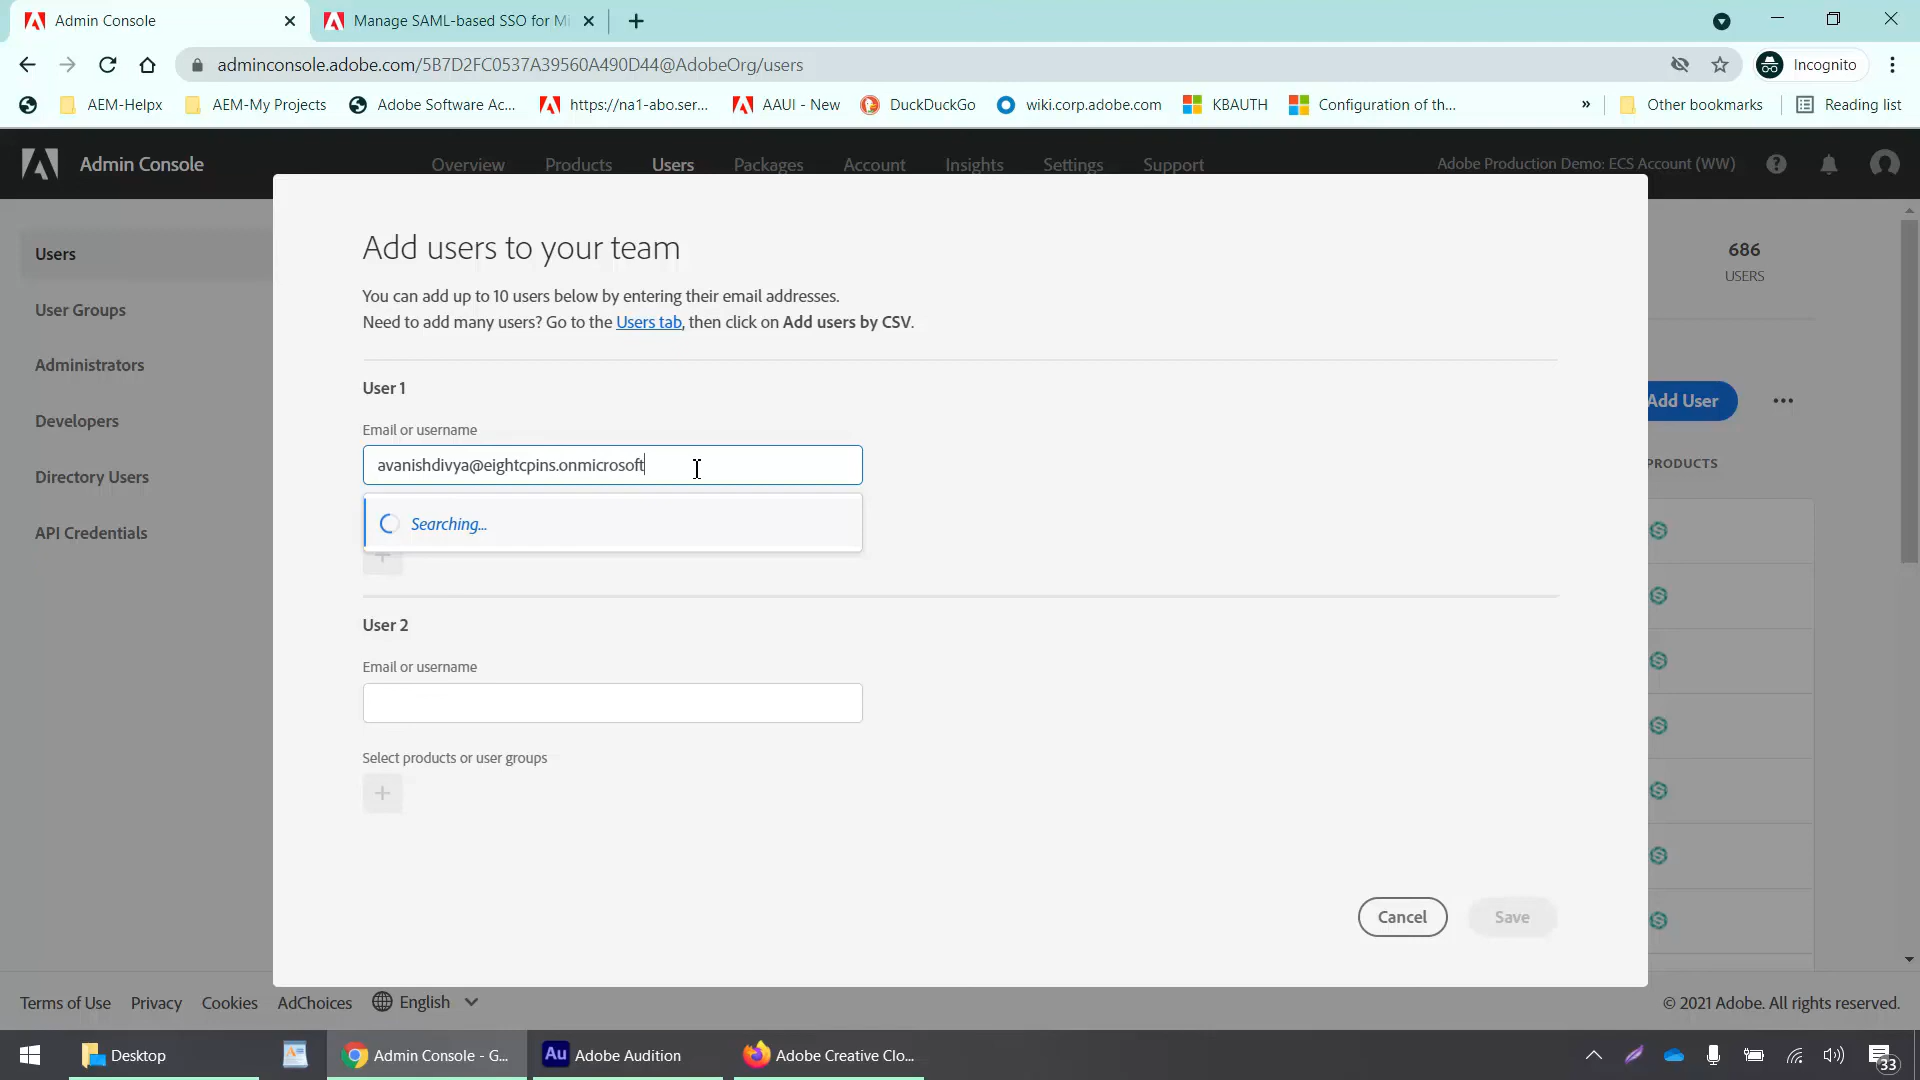 Admin Console
Manage SAML-based SSO for Mi
adminconsole.adobe.com/5B7D2FC0537A39560A490D44@AdobeOrg/users
Incognito
AEM-Helpx
AEM-My Projects
Adobe Software Ac...
https://na1-abo.ser...
AAUI - New
DuckDuckGo
wiki.corp.adobe.com
KBAUTH
Configuration of th...
»
Other bookmarks
Reading list
Admin Console
Overview
Products
Users
Packages
Account
Insights
Settings
Support
Adobe Production Demo: ECS Account (WW)
Users
User Groups
Administrators
Developers
Directory Users
API Credentials
686
USERS
Add User
PRODUCTS
Add users to your team
You can add up to 10 users below by entering their email addresses.
Need to add many users? Go to the Users tab, then click on Add users by CSV.
User 1
Email or username
avanishdivya@eightcpins.onmicrosoft
Searching...
User 2
Email or username
Select products or user groups
Cancel
Save
Terms of Use
Privacy
Cookies
AdChoices
English
© 2021 Adobe. All rights reserved.
Desktop
Admin Console - G...
Au
Adobe Audition
Adobe Creative Clo...
33